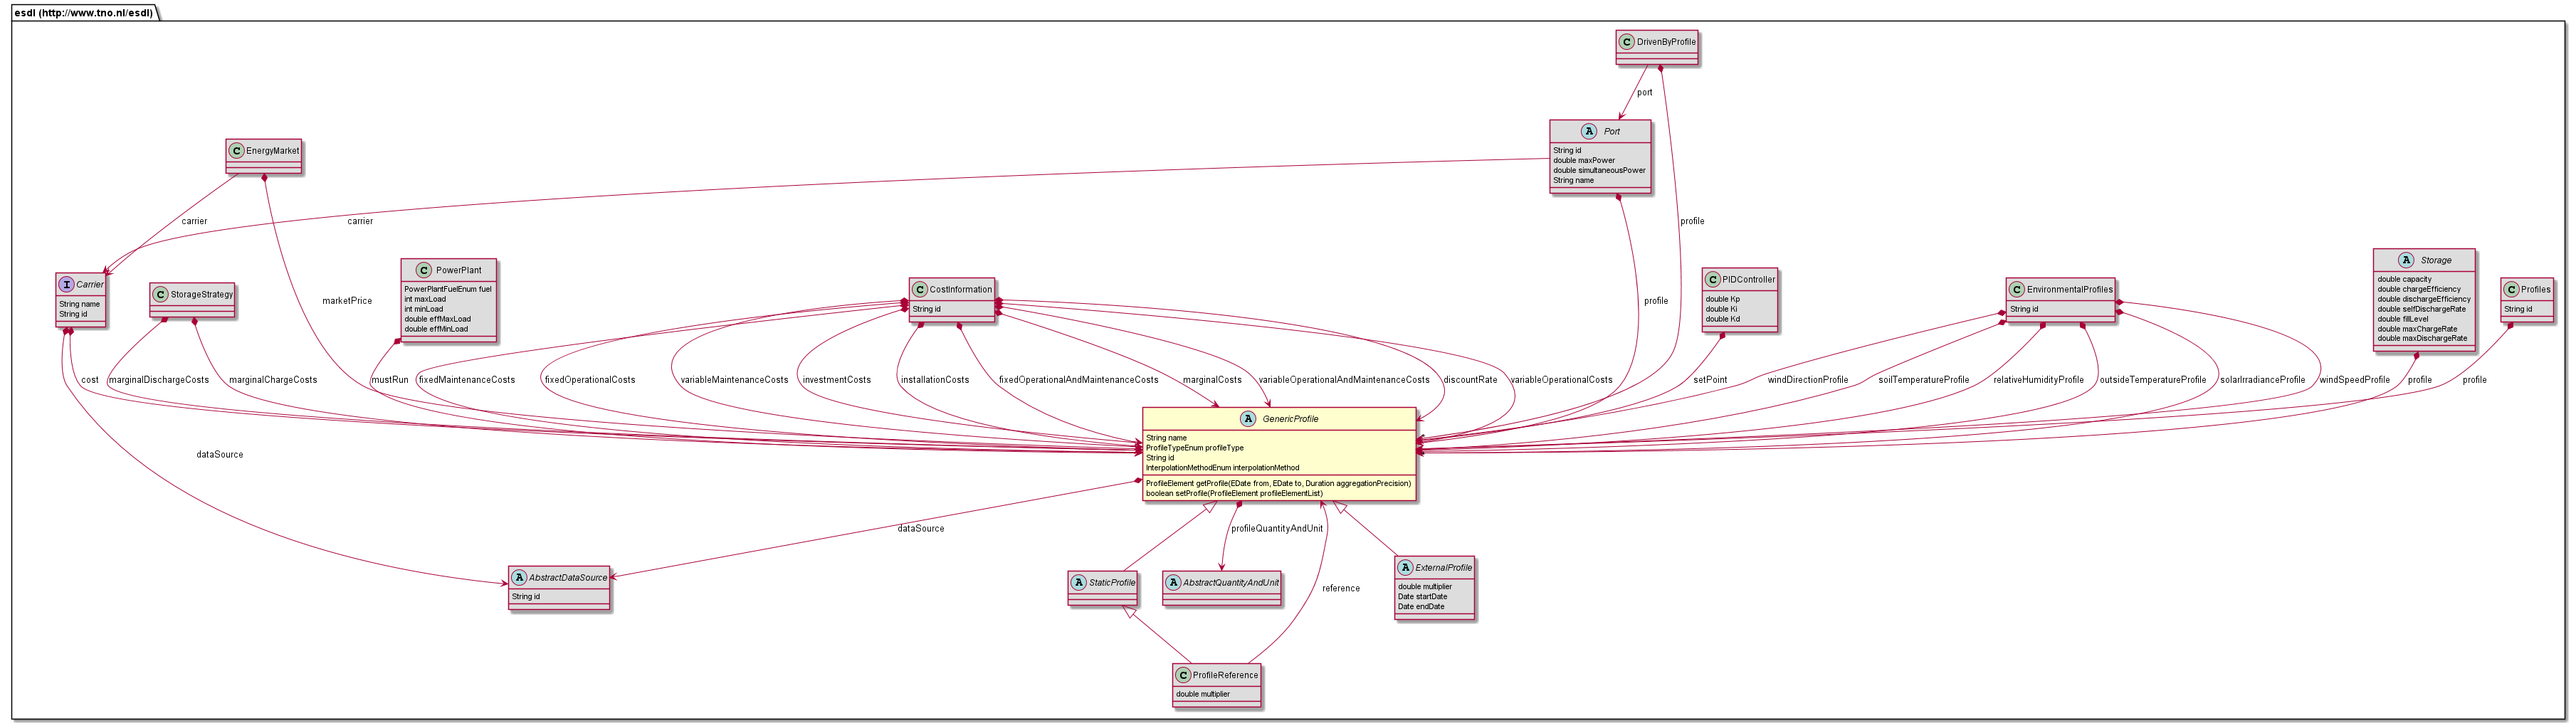 esdl (http://www.tno.nl/esdl)
C DrivenByProfile
port
A Port
String id
double maxPower
double simultaneousPower
String name
C EnergyMarket
carrier
carrier
profile
I Carrier
String name
String id
C StorageStrategy
C PowerPlant
PowerPlantFuelEnum fuel
int maxLoad
int minLoad
double effMaxLoad
double effMinLoad
marketPrice
C CostInformation
String id
profile
C PIDController
double Kp
double Ki
double Kd
C EnvironmentalProfiles
String id
A Storage
double capacity
double chargeEfficiency
double dischargeEfficiency
double selfDischargeRate
double fillLevel
double maxChargeRate
double maxDischargeRate
C Profiles
String id
cost
marginalDischargeCosts
marginalChargeCosts
mustRun
fixedMaintenanceCosts
fixedOperationalCosts
variableMaintenanceCosts
investmentCosts
installationCosts
fixedOperationalAndMaintenanceCosts
marginalCosts
variableOperationalAndMaintenanceCosts
discountRate
variableOperationalCosts
setPoint
windDirectionProfile
soilTemperatureProfile
relativeHumidityProfile
outsideTemperatureProfile
solarIrradianceProfile
windSpeedProfile
profile
profile
A GenericProfile
String name
ProfileTypeEnum profileType
String id
InterpolationMethodEnum interpolationMethod
ProfileElement getProfile(EDate from, EDate to, Duration aggregationPrecision)
boolean setProfile(ProfileElement profileElementList)
dataSource
dataSource
profileQuantityAndUnit
reference
A AbstractDataSource
String id
A StaticProfile
A AbstractQuantityAndUnit
A ExternalProfile
double multiplier
Date startDate
Date endDate
C ProfileReference
double multiplier